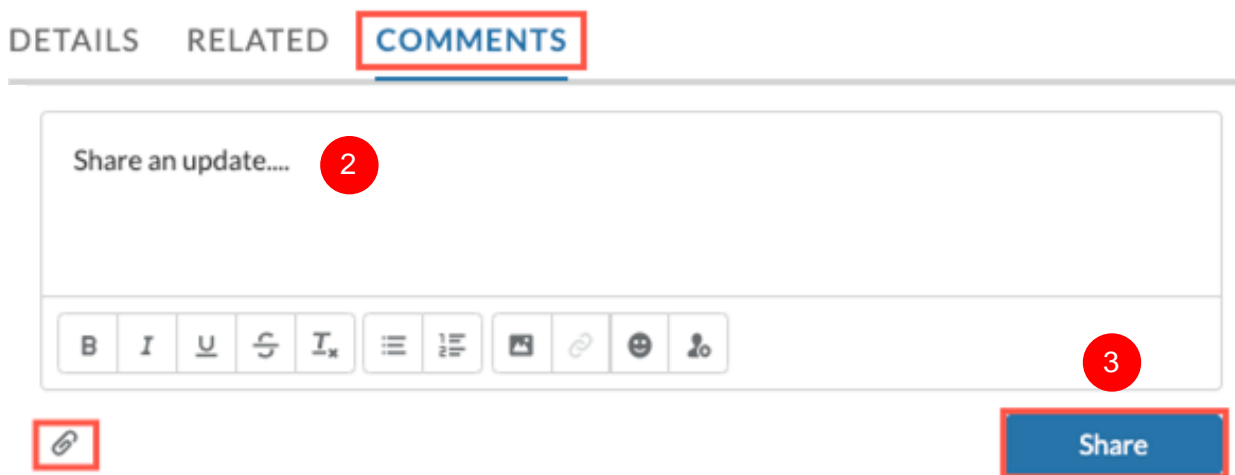 DETAILS RELATED COMMENTS
Share an update.... 2
B I U S Tx
3
Share